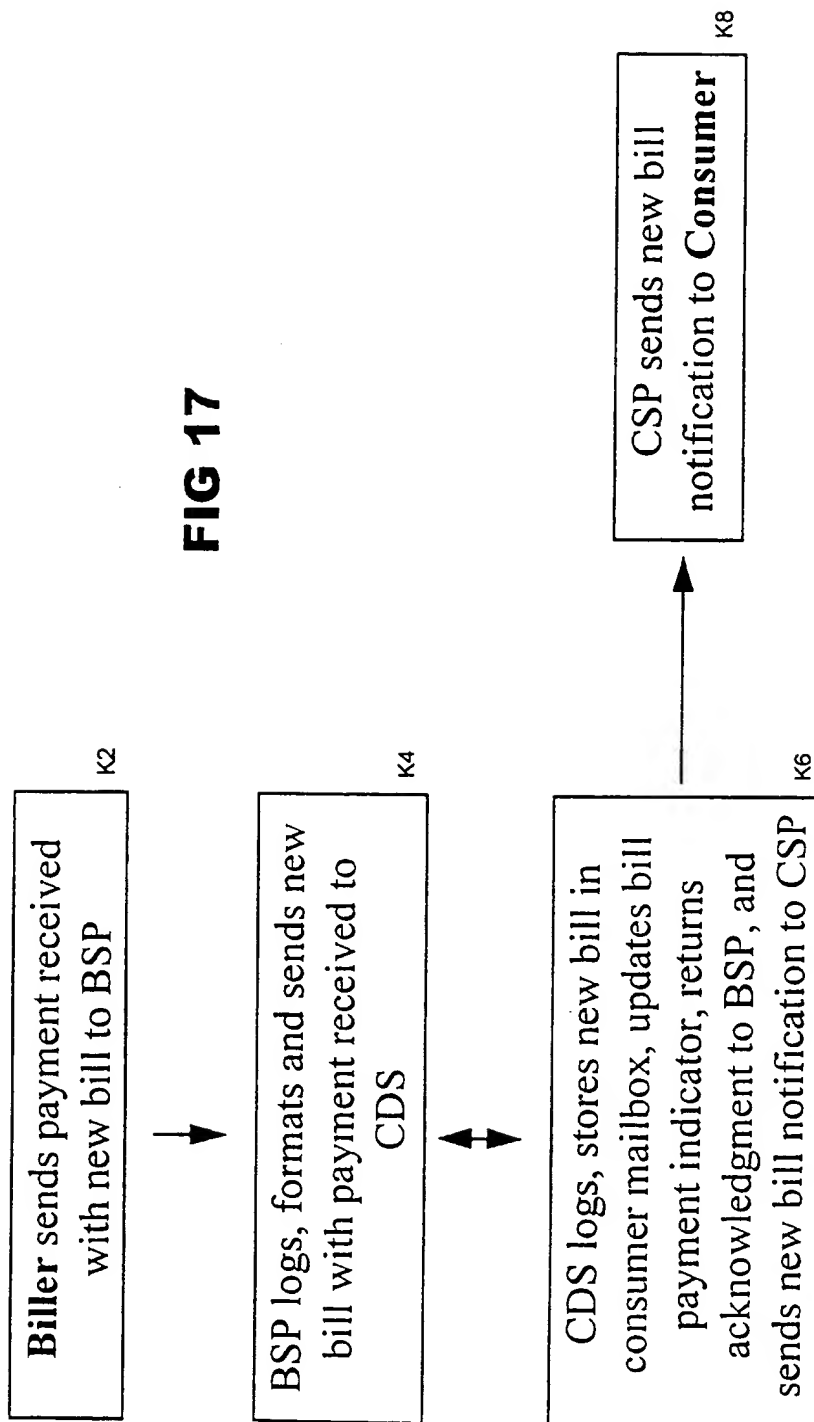 Biller sends payment received
with new bill to BSP
K2
BSP logs, formats and sends new
bill with payment received to
CDS
K4
CDS logs, stores new bill in
consumer mailbox, updates bill
payment indicator, returns
acknowledgment to BSP, and
sends new bill notification to CSP
K6
CSP sends new bill
notification to Consumer
K8
FIG 17